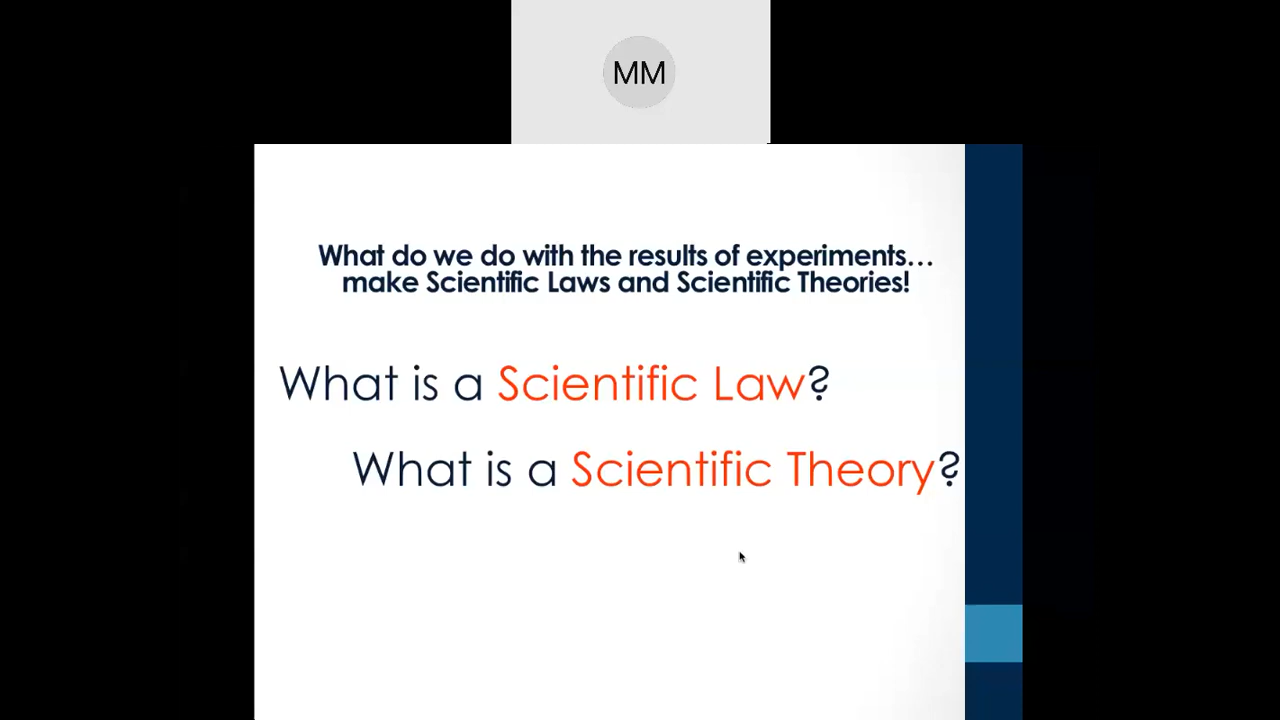 MM
What do we do with the results of experiments…
make Scientific Laws and Scientific Theories!
What is a Scientific Law?
What is a Scientific Theory?